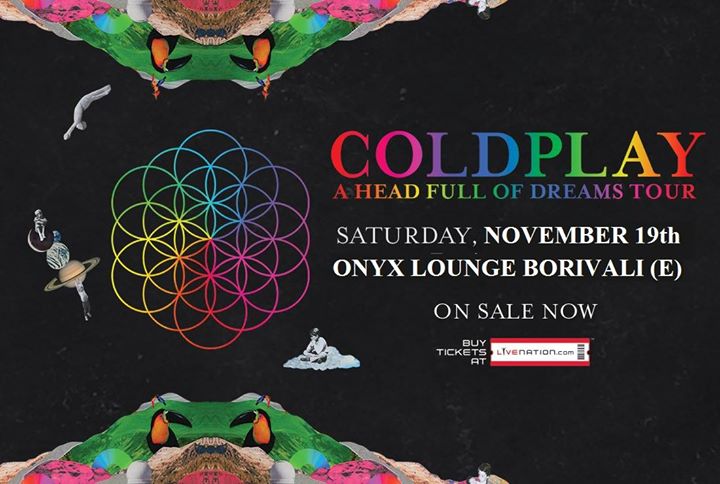 COLDPLAY
A HEAD FULL OF DREAMS TOUR
SATURDAY, NOVEMBER 19th
ONYX LOUNGE BORIVALI (E)
ON SALE NOW
BUY
TICKETS
AT
LIVENATION.com